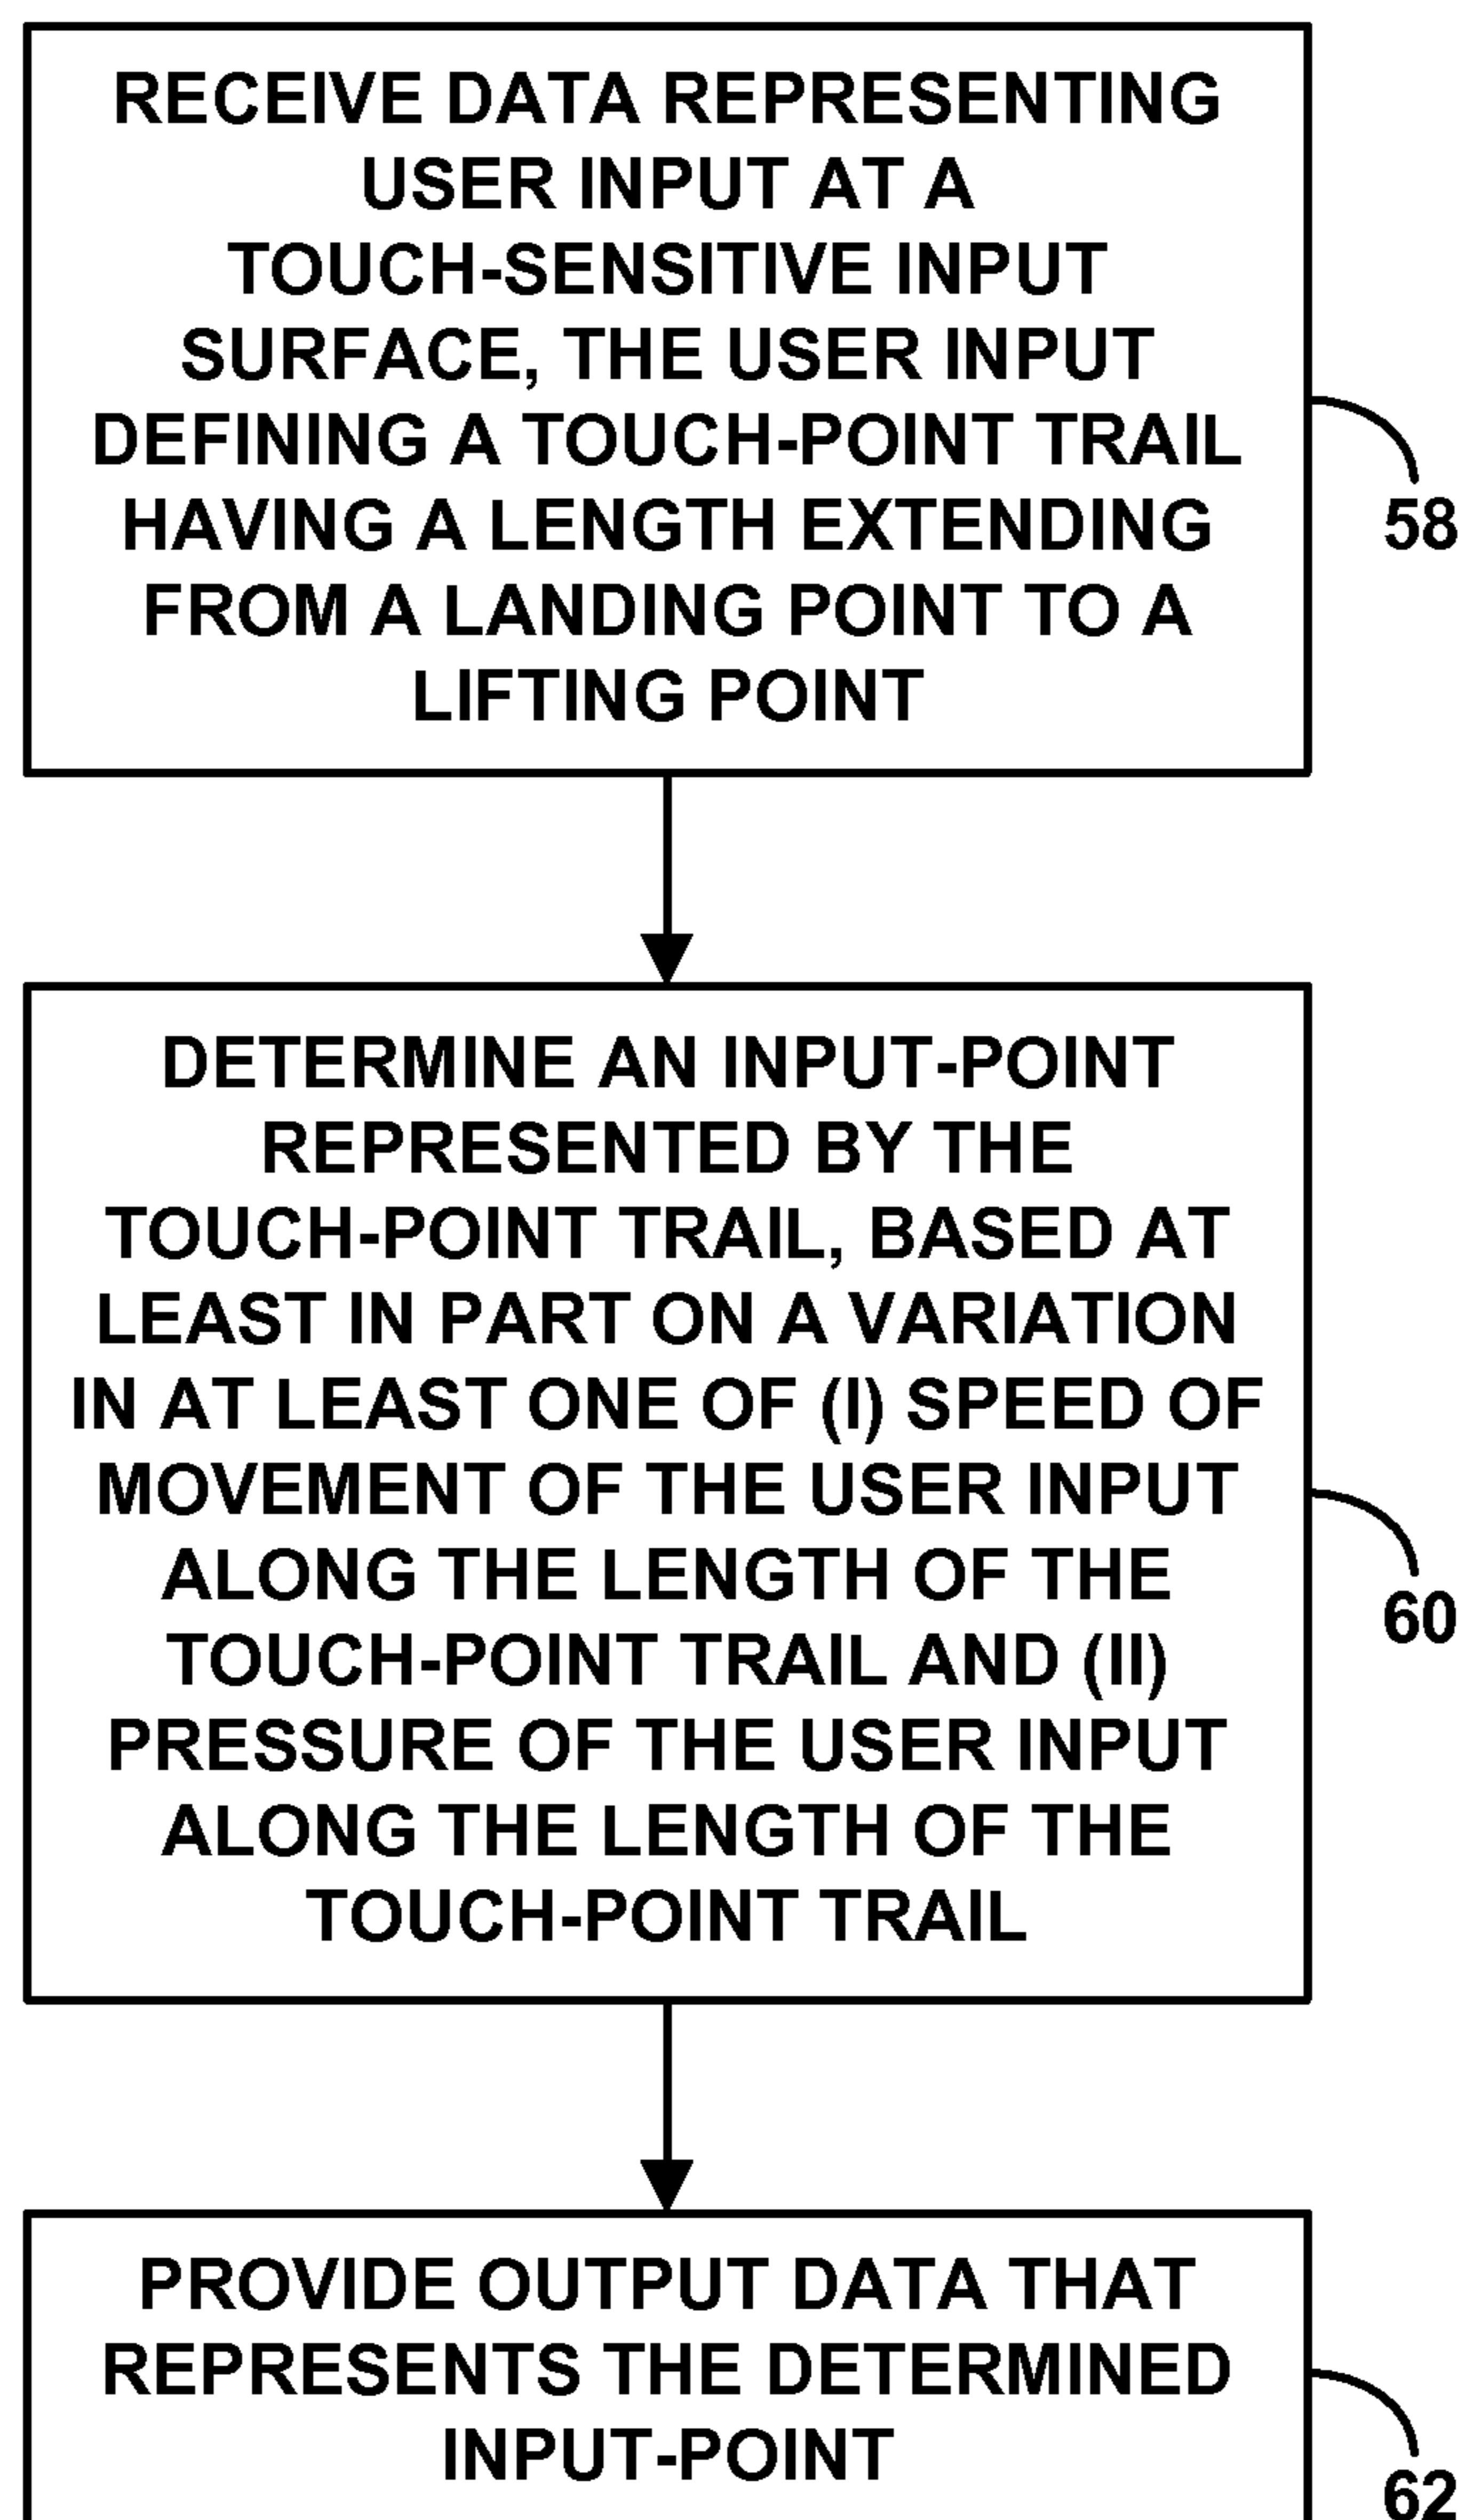 RECEIVE DATA REPRESENTING
USER INPUT AT A
TOUCH-SENSITIVE INPUT
SURFACE, THE USER INPUT
DEFINING A TOUCH-POINT TRAIL
HAVING A LENGTH EXTENDING
FROM A LANDING POINT TO A
LIFTING POINT
58
DETERMINE AN INPUT-POINT
REPRESENTED BY THE
TOUCH-POINT TRAIL, BASED AT
LEAST IN PART ON A VARIATION
IN AT LEAST ONE OF (I) SPEED OF
MOVEMENT OF THE USER INPUT
ALONG THE LENGTH OF THE
TOUCH-POINT TRAIL AND (II)
PRESSURE OF THE USER INPUT
ALONG THE LENGTH OF THE
TOUCH-POINT TRAIL
60
PROVIDE OUTPUT DATA THAT
REPRESENTS THE DETERMINED
INPUT-POINT
62